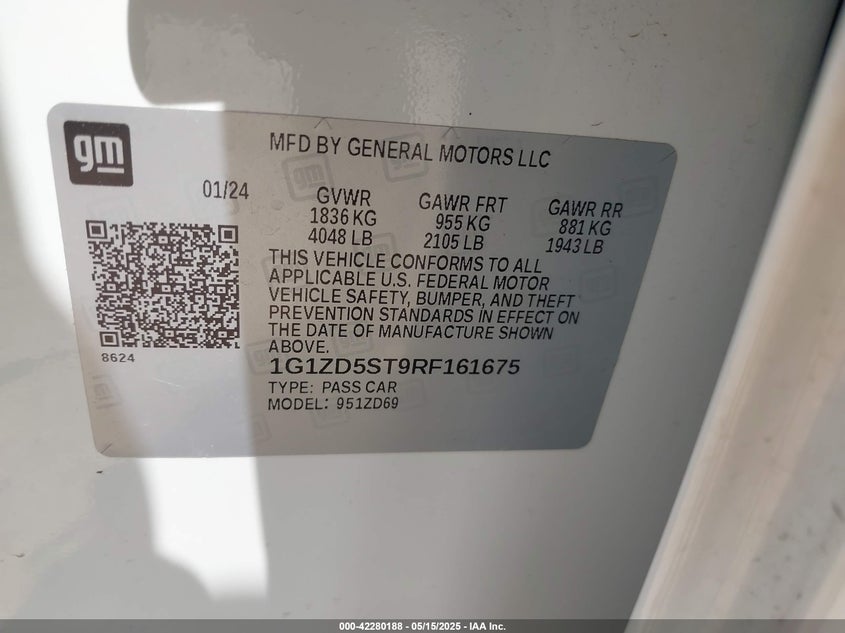 gm
MFD BY GENERAL MOTORS LLC
01/24
GVWR GAWR FRT GAWR RR
1836 KG 955 KG 881 KG
4048 LB 2105 LB 1943 LB
THIS VEHICLE CONFORMS TO ALL
APPLICABLE U.S. FEDERAL MOTOR
VEHICLE SAFETY, BUMPER, AND THEFT
PREVENTION STANDARDS IN EFFECT ON
THE DATE OF MANUFACTURE SHOWN
ABOVE.
8624
1G1ZD5ST9RF161675
TYPE: PASS CAR
MODEL: 951ZD69
000-42280188 - 05/15/2025 - IAA Inc.